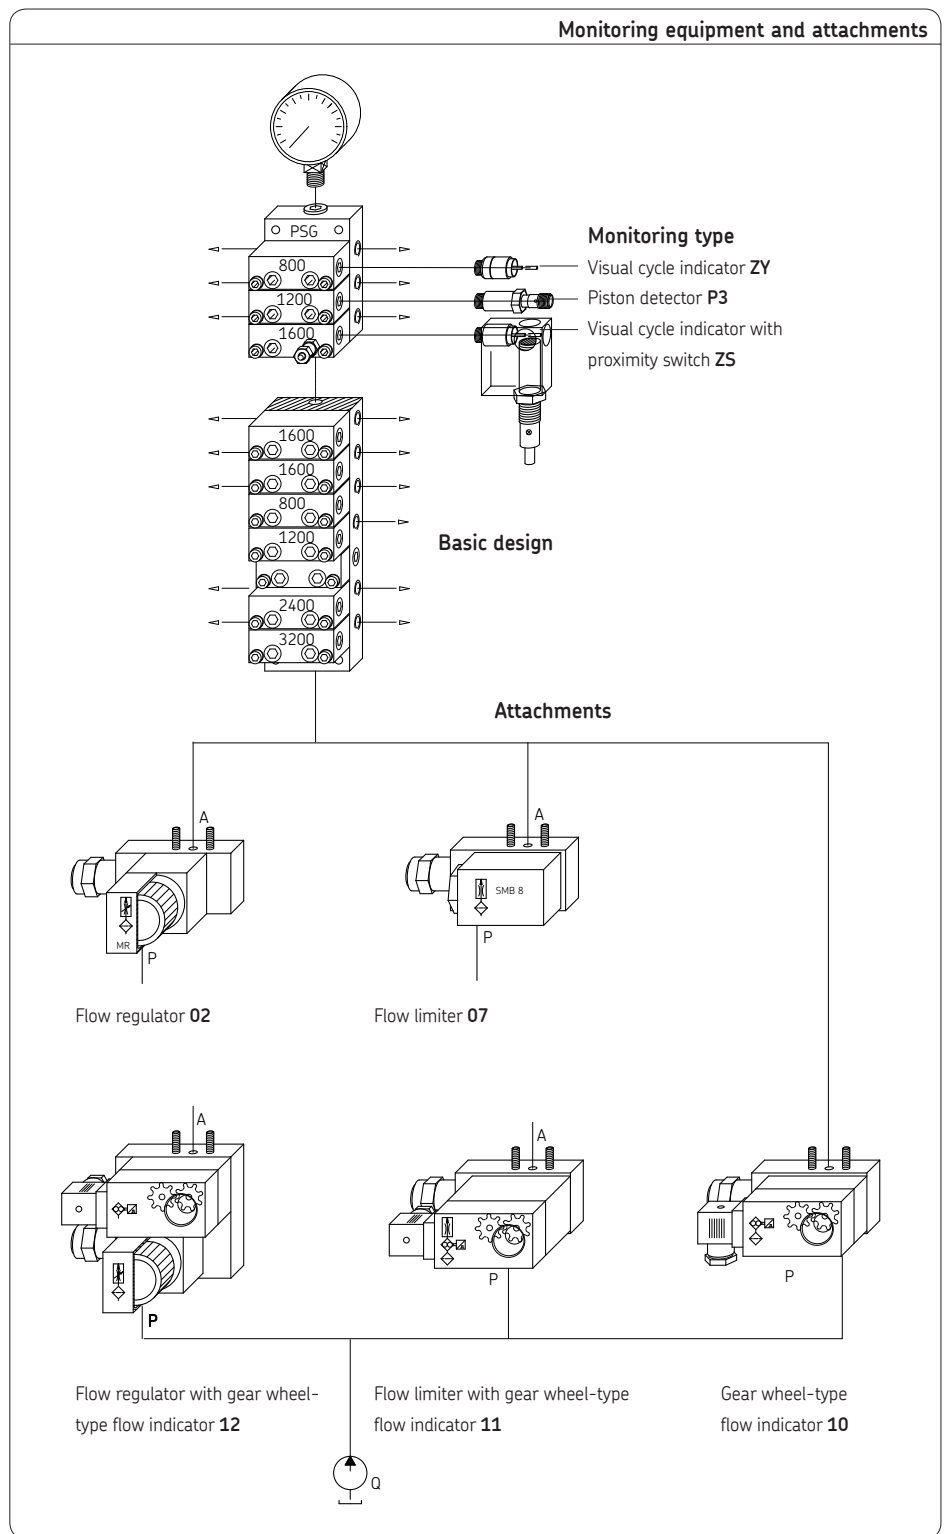 Monitoring equipment and attachments
PSG
800
1200
1600
Monitoring type
Visual cycle indicator ZY
Piston detector P3
Visual cycle indicator with
proximity switch ZS
1600
1600
800
1200
2400
3200
Basic design
Attachments
A
A
SMB 8
MR
P
P
Flow regulator 02
Flow limiter 07
A
A
P
P
P
Flow regulator with gear wheel-
type flow indicator 12
Flow limiter with gear wheel-type
flow indicator 11
Gear wheel-type
flow indicator 10
Q